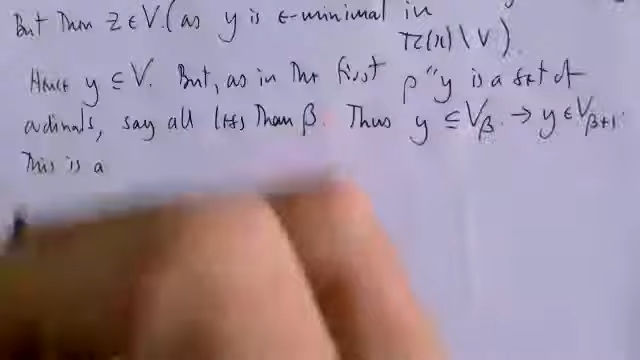 But then z ∈ V. (as y is ∈-minimal in
TC(x) \ V).
Hence y ⊆ V. But, as in the first ρ"y is a set of
ordinals, say all less than β. Thus y ⊆ V_β → y ∈ V_β+1.
This is a